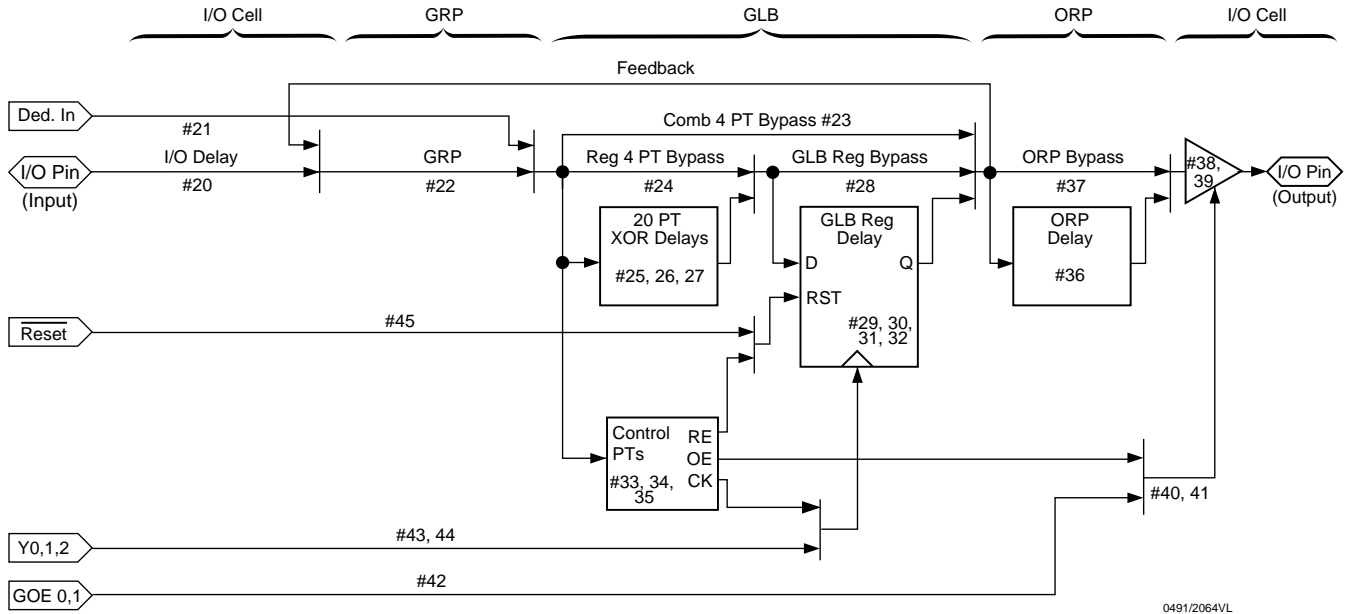 I/O Cell
GRP
GLB
ORP
I/O Cell
Feedback
Ded. In
#21
Comb 4 PT Bypass #23
I/O Pin
(Input)
I/O Delay
#20
GRP
#22
Reg 4 PT Bypass
#24
GLB Reg Bypass
#28
ORP Bypass
#37
#38,
39
I/O Pin
(Output)
20 PT
XOR Delays
#25, 26, 27
GLB Reg
Delay
D
Q
RST
#29, 30,
31, 32
ORP
Delay
#36
Reset
#45
Control
PTs
#33, 34,
35
RE
OE
CK
#40, 41
Y0,1,2
#43, 44
GOE 0,1
#42
0491/2064VL